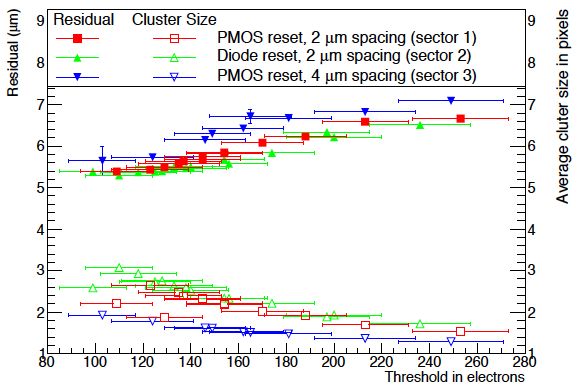 Residual Cluster Size
PMOS reset, 2 μm spacing (sector 1)
Diode reset, 2 μm spacing (sector 2)
PMOS reset, 4 μm spacing (sector 3)
Residual (μm)
9
8
7
6
5
4
3
2
1
Average cluter size in pixels
9
8
7
6
5
4
3
2
1
80 100 120 140 160 180 200 220 240 260 280
Threshold in electrons